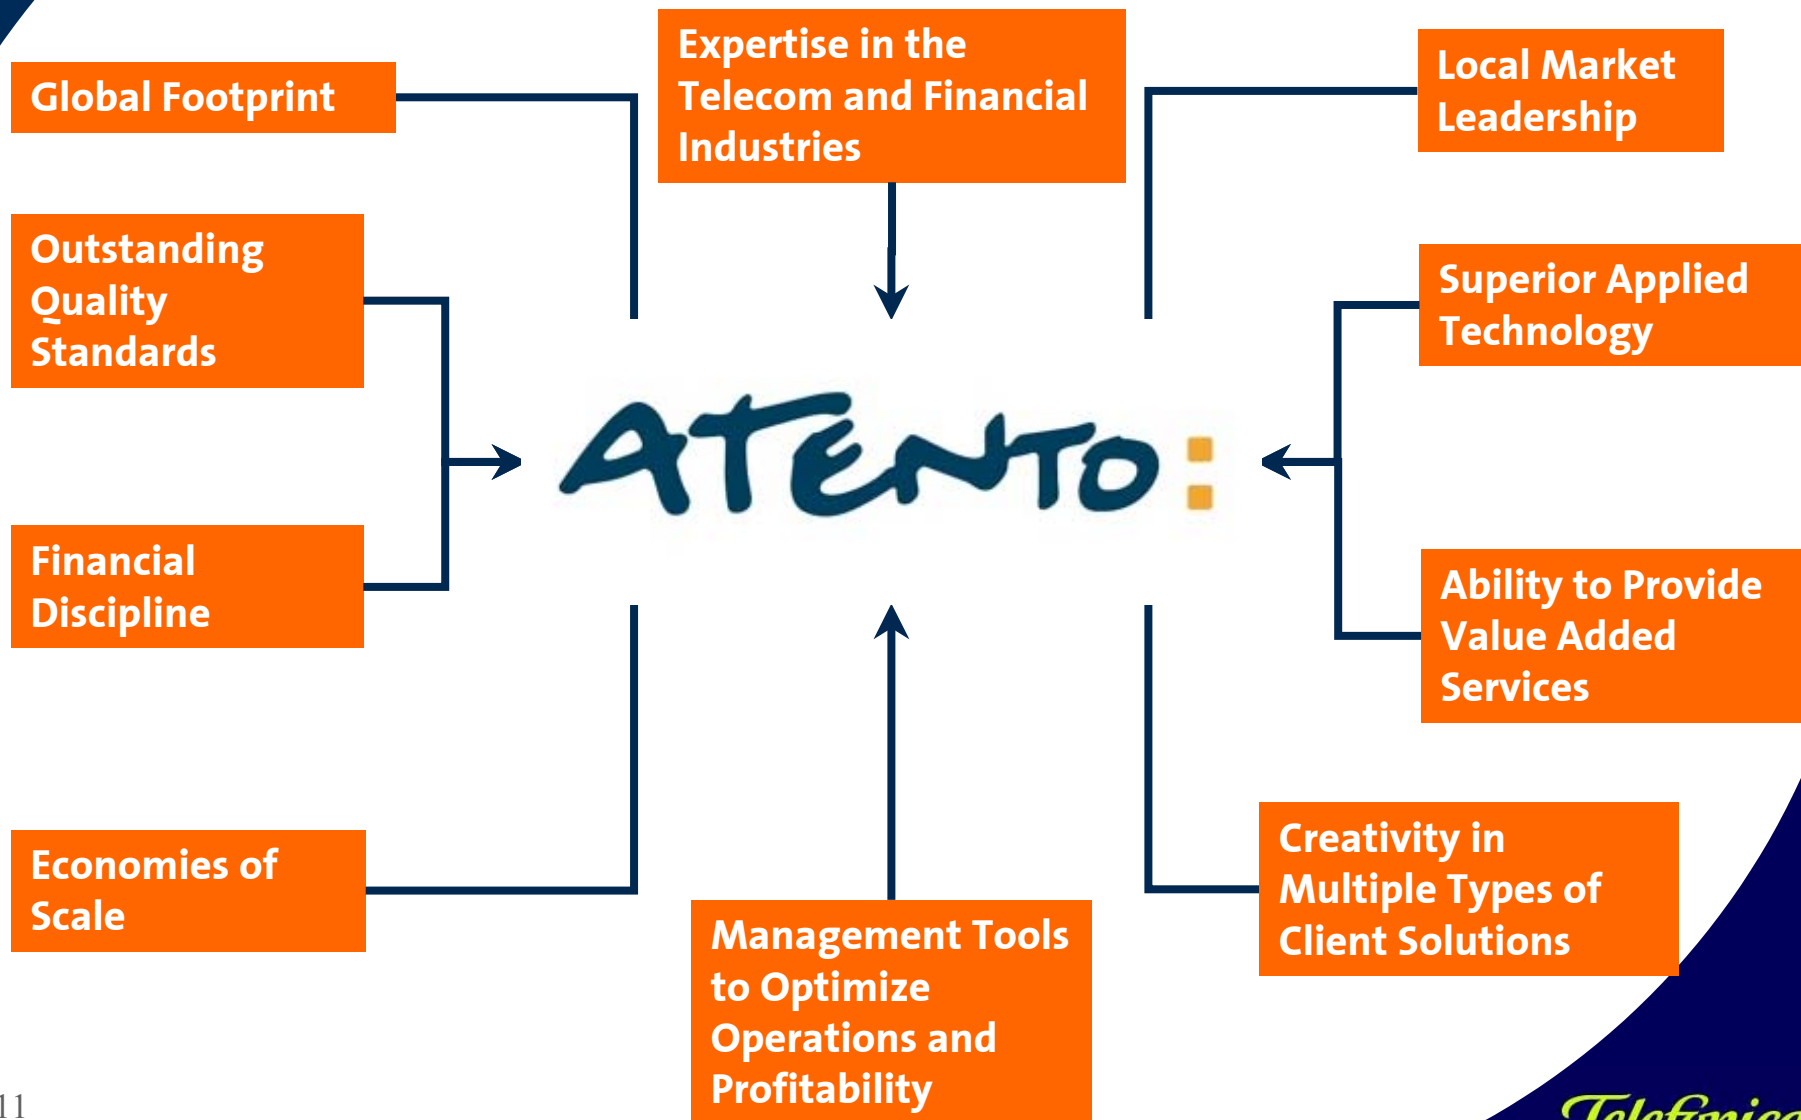 Global Footprint
Expertise in the
Telecom and Financial
Industries
Local Market
Leadership
Outstanding
Quality
Standards
Superior Applied
Technology
ATENTO:
Financial
Discipline
Ability to Provide
Value Added
Services
Economies of
Scale
Creativity in
Multiple Types of
Client Solutions
Management Tools
to Optimize
Operations and
Profitability
11